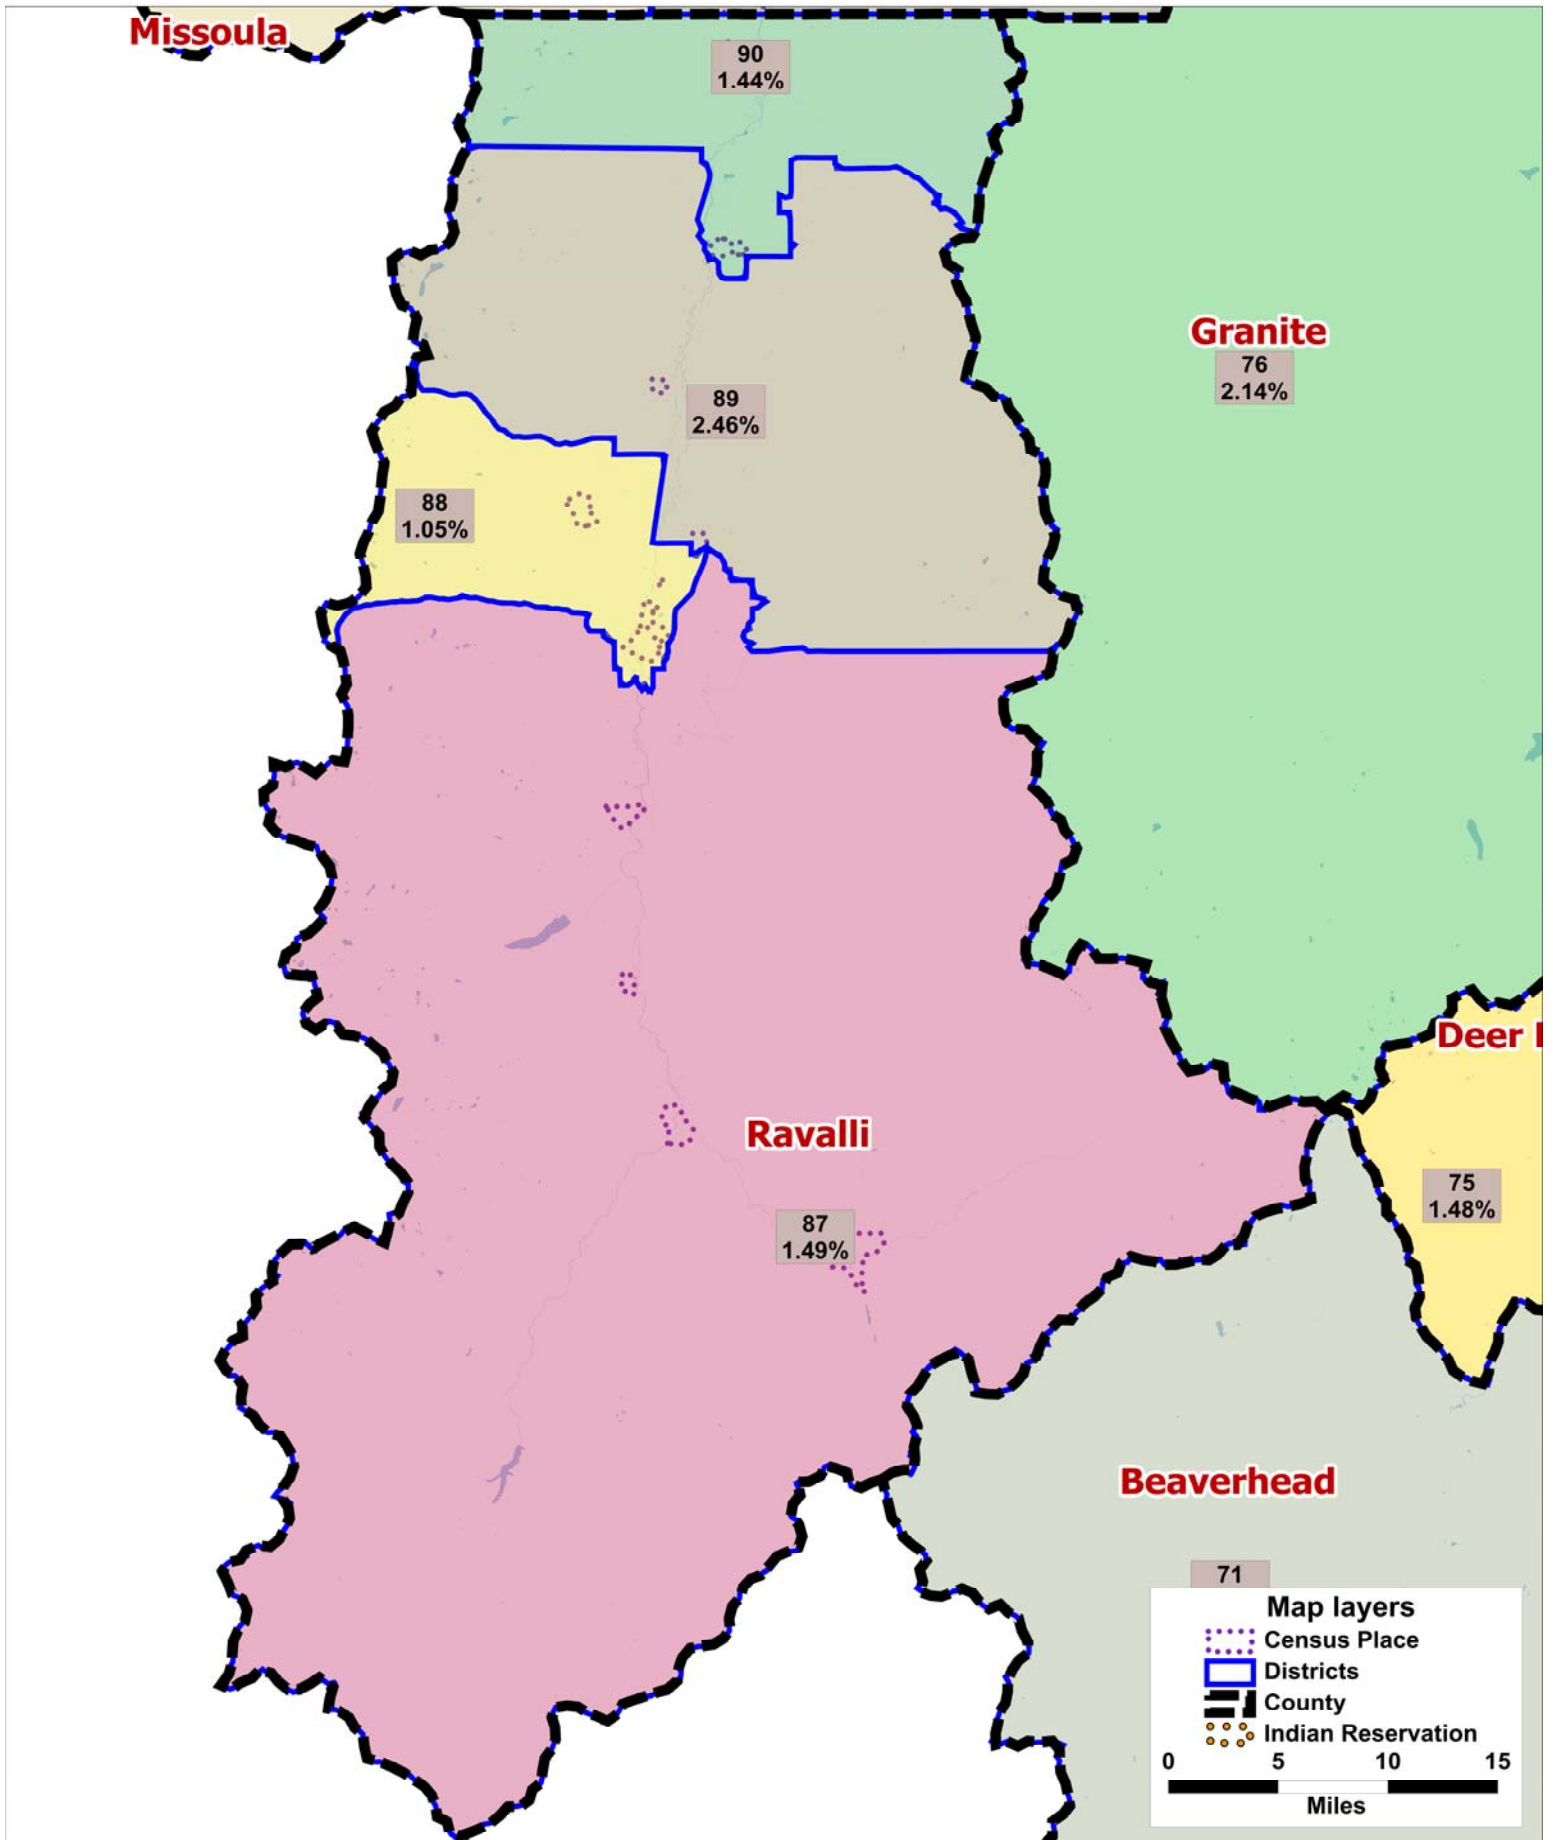 Missoula
90
1.44%
Granite
76
2.14%
89
2.46%
88
1.05%
Deer
Ravalli
75
1.48%
87
1.49%
Beaverhead
71
Map layers
Census Place
Districts
County
Indian Reservation
0 5 10 15
Miles